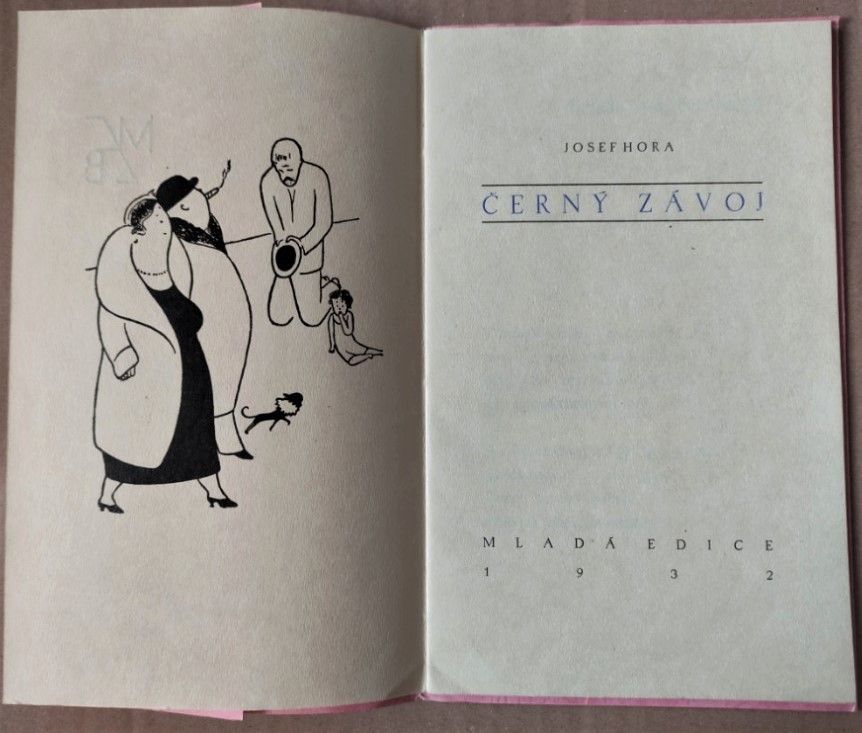 JOSEF HORA
ČERNÝ ZÁVOJ
MLADÁ EDICE
1932